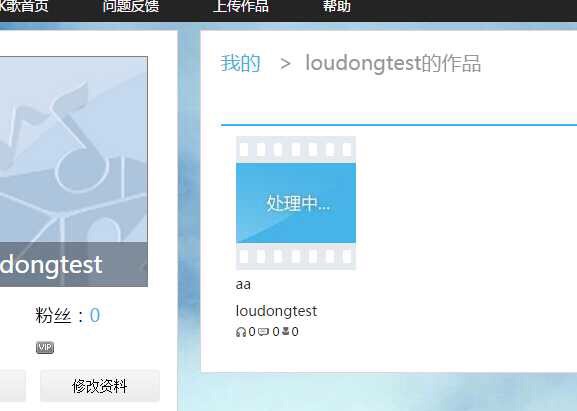 K歌首页 问题反馈 上传作品 帮助
我的 > loudongtest的作品
处理中...
aa
loudongtest
0 0 0
dongtest
粉丝：0
VIP
修改资料